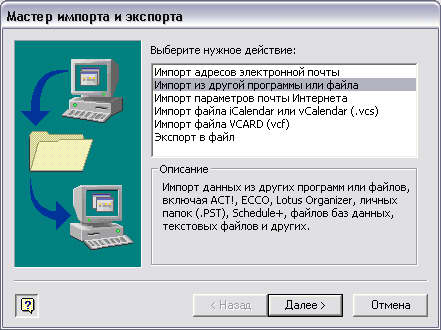 Мастер импорта и экспорта
Выберите нужное действие:
Импорт адресов электронной почты
Импорт из другой программы или файла
Импорт параметров почты Интернета
Импорт файла iCalendar или vCalendar (.vcs)
Импорт файла VCARD (vcf)
Экспорт в файл
Описание
Импорт данных из других программ или файлов,
включая ACT!, ECCO, Lotus Organizer, личных
папок (.PST), Schedule+, файлов баз данных,
текстовых файлов и других.
< Назад
Далее >
Отмена